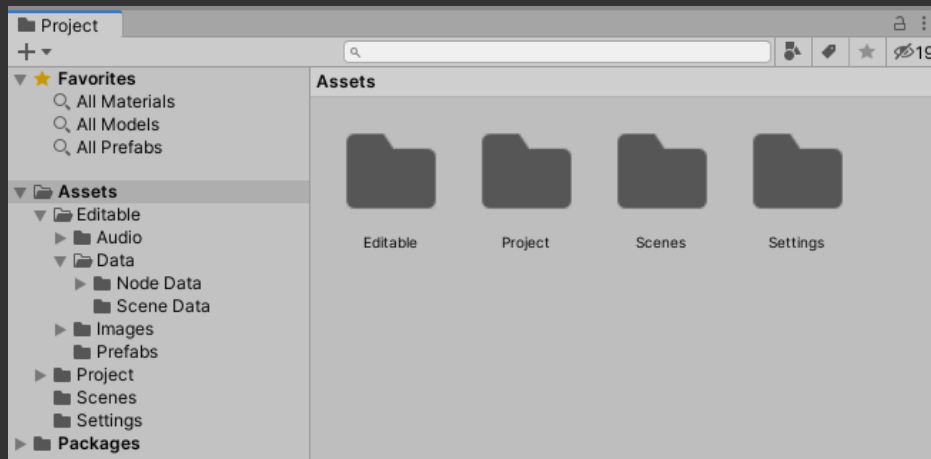 Project
19
Favorites
All Materials
All Models
All Prefabs
Assets
Editable
Audio
Data
Node Data
Scene Data
Images
Prefabs
Project
Scenes
Settings
Packages
Assets
Editable Project Scenes Settings